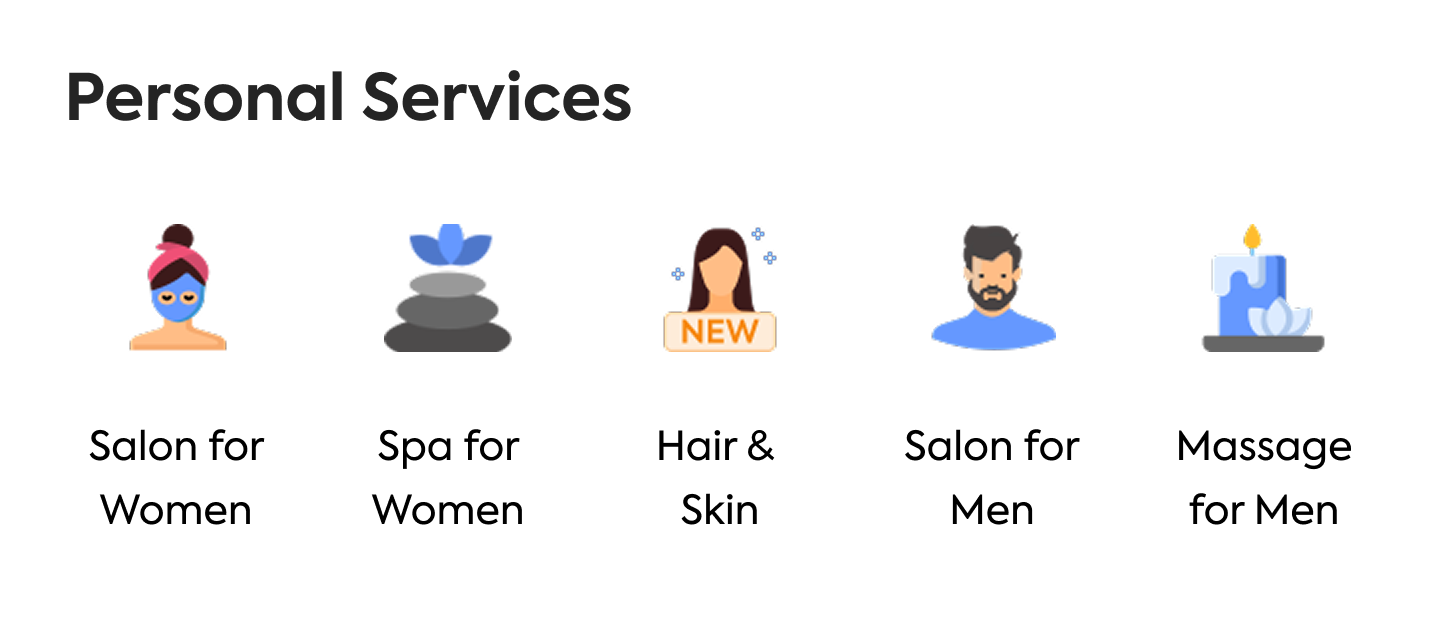 Personal Services
NEW
Salon for
Women
Spa for
Women
Hair &
Skin
Salon for
Men
Massage
for Men